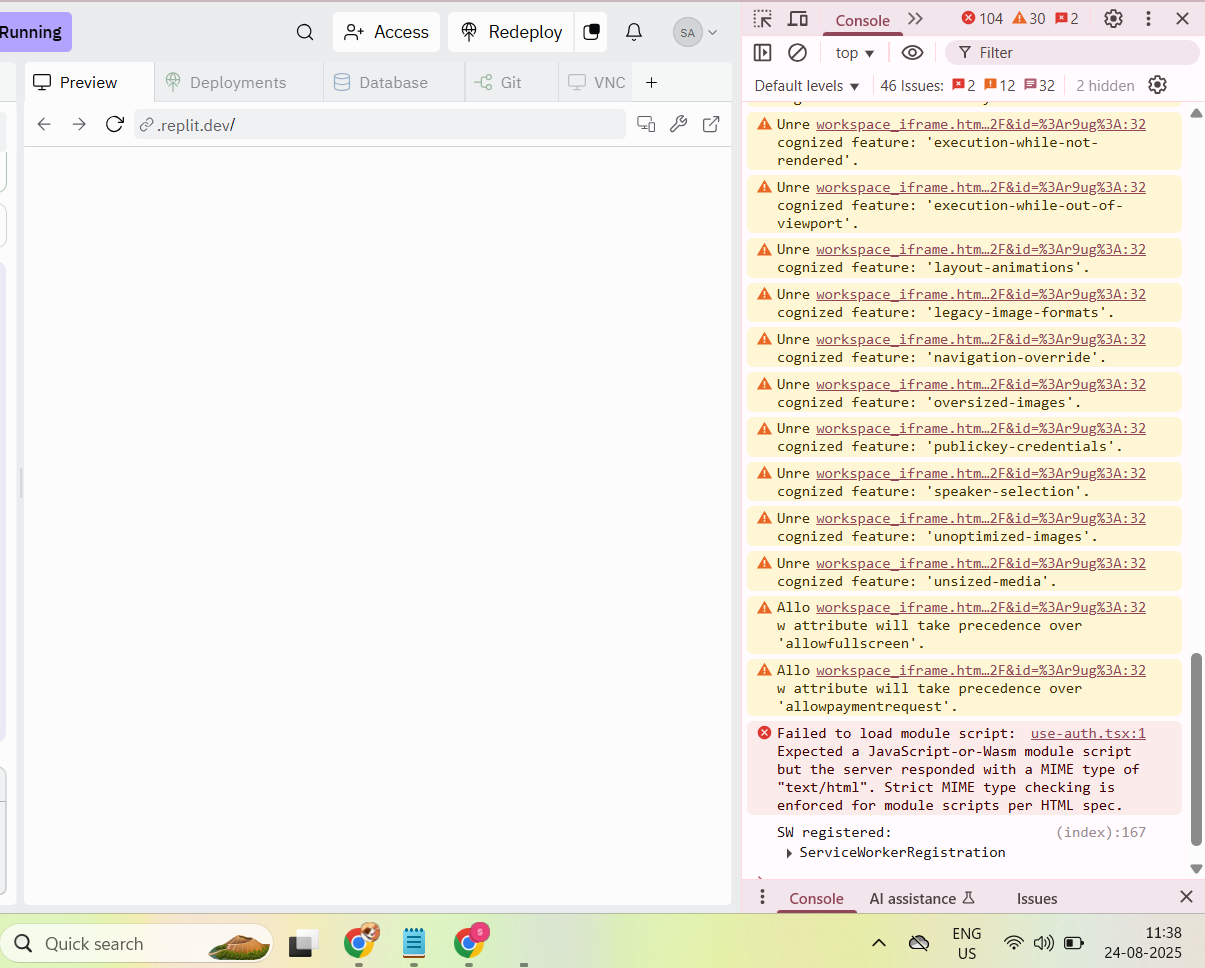 Running
Access
Redeploy
SA
Preview
Deployments
Database
Git
VNC
.replit.dev/
Console
104
30
2
top
Filter
Default levels
46 Issues: 2 12 32
2 hidden
Unre workspace_iframe.htm…2F&id=%3Ar9ug%3A:32
cognized feature: 'execution-while-not-
rendered'.
Unre workspace_iframe.htm…2F&id=%3Ar9ug%3A:32
cognized feature: 'execution-while-out-of-
viewport'.
Unre workspace_iframe.htm…2F&id=%3Ar9ug%3A:32
cognized feature: 'layout-animations'.
Unre workspace_iframe.htm…2F&id=%3Ar9ug%3A:32
cognized feature: 'legacy-image-formats'.
Unre workspace_iframe.htm…2F&id=%3Ar9ug%3A:32
cognized feature: 'navigation-override'.
Unre workspace_iframe.htm…2F&id=%3Ar9ug%3A:32
cognized feature: 'oversized-images'.
Unre workspace_iframe.htm…2F&id=%3Ar9ug%3A:32
cognized feature: 'publickey-credentials'.
Unre workspace_iframe.htm…2F&id=%3Ar9ug%3A:32
cognized feature: 'speaker-selection'.
Unre workspace_iframe.htm…2F&id=%3Ar9ug%3A:32
cognized feature: 'unoptimized-images'.
Unre workspace_iframe.htm…2F&id=%3Ar9ug%3A:32
cognized feature: 'unsized-media'.
Allo workspace_iframe.htm…2F&id=%3Ar9ug%3A:32
w attribute will take precedence over
'allowfullscreen'.
Allo workspace_iframe.htm…2F&id=%3Ar9ug%3A:32
w attribute will take precedence over
'allowpaymentrequest'.
Failed to load module script: use-auth.tsx:1
Expected a JavaScript-or-Wasm module script
but the server responded with a MIME type of
"text/html". Strict MIME type checking is
enforced for module scripts per HTML spec.
SW registered: (index):167
ServiceWorkerRegistration
Console
AI assistance
Issues
Quick search
S
ENG
US
11:38
24-08-2025